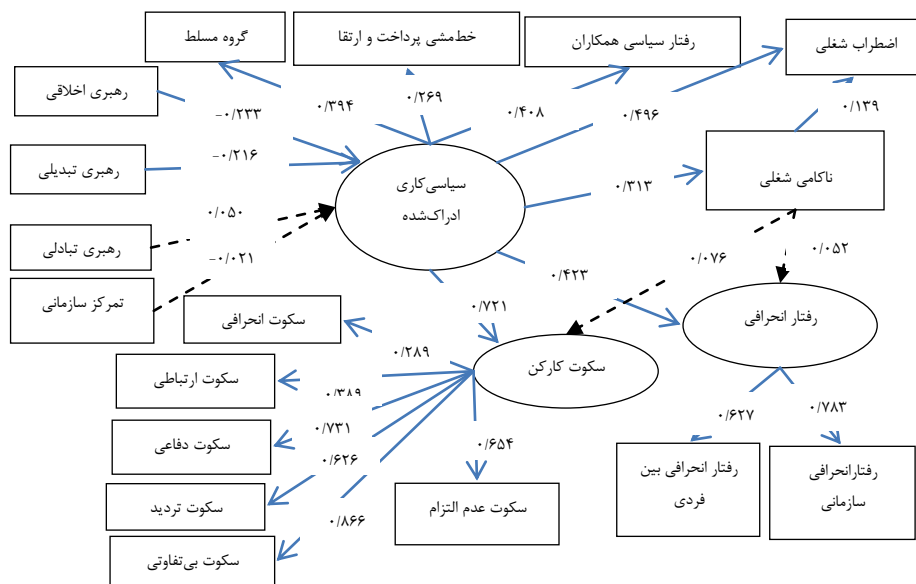 گروه مسلط
خط‌مشی پرداخت و ارتقا
رفتار سیاسی همکاران
اضطراب شغلی
رهبری اخلاقی
-۰/۲۳۳
۰/۳۹۴
۰/۲۶۹
۰/۴۰۸
۰/۴۹۶
۰/۱۳۹
رهبری تبدیلی
-۰/۲۱۶
سیاسی‌کاری
ادراک‌شده
۰/۳۱۳
ناکامی شغلی
رهبری تبادلی
۰/۰۵۰
-۰/۰۲۱
۰/۰۷۶
۰/۰۵۲
تمرکز سازمانی
۰/۴۲۳
سکوت انحرافی
۰/۷۲۱
رفتار انحرافی
۰/۲۸۹
سکوت کارکن
سکوت ارتباطی
۰/۳۸۹
سکوت دفاعی
۰/۷۳۱
۰/۶۲۶
۰/۶۵۴
۰/۶۲۷
۰/۷۸۳
سکوت تردید
۰/۸۶۶
سکوت عدم التزام
رفتار انحرافی بین
فردی
رفتارانحرافی
سازمانی
سکوت بی‌تفاوتی